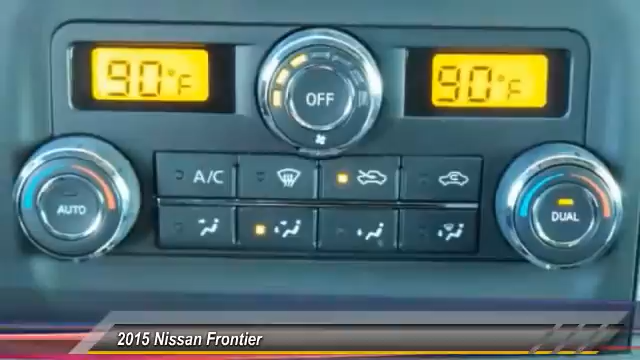 90°F
90°F
OFF
A/C
AUTO
DUAL
2015 Nissan Frontier